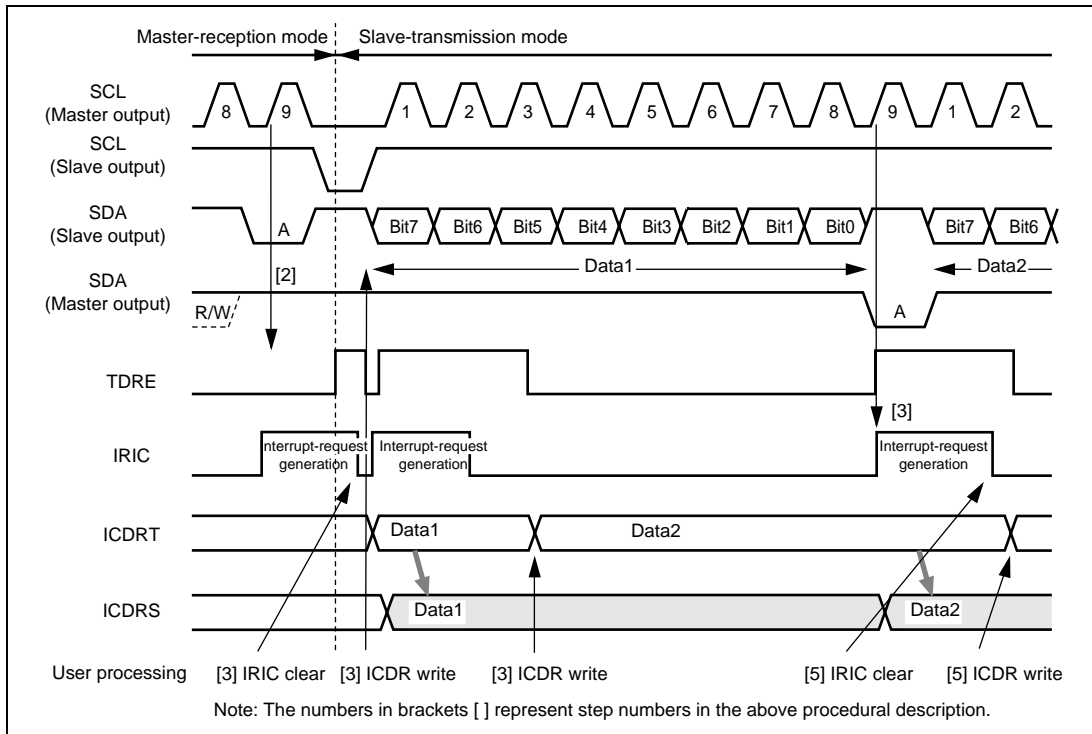 Master-reception mode Slave-transmission mode
SCL
(Master output)
8 9 1 2 3 4 5 6 7 8 9 1 2
SCL
(Slave output)
SDA
(Slave output)
A Bit7 Bit6 Bit5 Bit4 Bit3 Bit2 Bit1 Bit0 Bit7 Bit6
[2] Data1 Data2
SDA
(Master output)
R/W A
TDRE
[3]
IRIC
nterrupt-request
generation
Interrupt-request
generation
Interrupt-request
generation
ICDRT
Data1 Data2
ICDRS
Data1 Data2
User processing [3] IRIC clear [3] ICDR write [3] ICDR write [5] IRIC clear [5] ICDR write
Note: The numbers in brackets [ ] represent step numbers in the above procedural description.